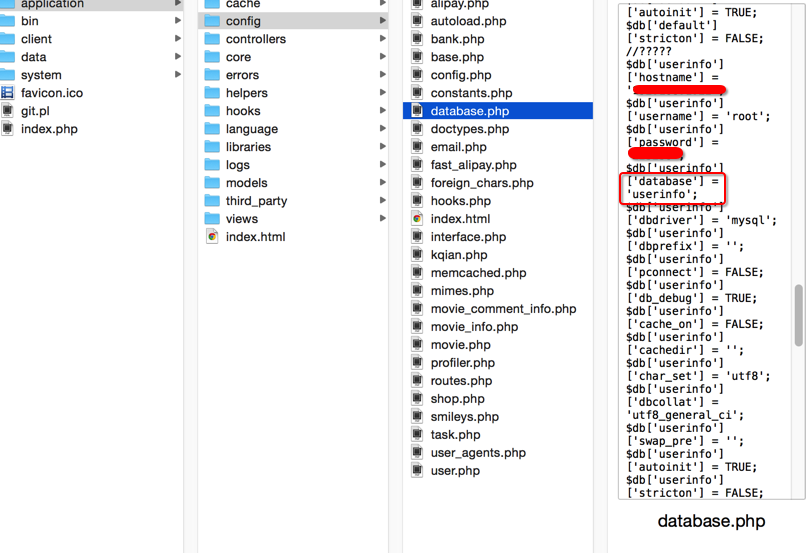 application
bin
client
data
system
favicon.ico
git.pl
index.php
cache
config
controllers
core
errors
helpers
hooks
language
libraries
logs
models
third_party
views
index.html
alipay.php
autoload.php
bank.php
base.php
config.php
constants.php
database.php
doctypes.php
email.php
fast_alipay.php
foreign_chars.php
hooks.php
index.html
interface.php
kqian.php
memcached.php
mimes.php
movie_comment_info.php
movie_info.php
movie.php
profiler.php
routes.php
shop.php
smileys.php
task.php
user_agents.php
user.php
['autoinit'] = TRUE;
$db['default']
['stricton'] = FALSE;
//?????
$db['userinfo']
['hostname'] =
'
$db['userinfo']
['username'] = 'root';
$db['userinfo']
['password'] =
;
$db['userinfo']
['database'] =
'userinfo';
$db['userinfo']
['dbdriver'] = 'mysql';
$db['userinfo']
['dbprefix'] = '';
$db['userinfo']
['pconnect'] = FALSE;
$db['userinfo']
['db_debug'] = TRUE;
$db['userinfo']
['cache_on'] = FALSE;
$db['userinfo']
['cachedir'] = '';
$db['userinfo']
['char_set'] = 'utf8';
$db['userinfo']
['dbcollat'] =
'utf8_general_ci';
$db['userinfo']
['swap_pre'] = '';
$db['userinfo']
['autoinit'] = TRUE;
$db['userinfo']
['stricton'] = FALSE;
database.php